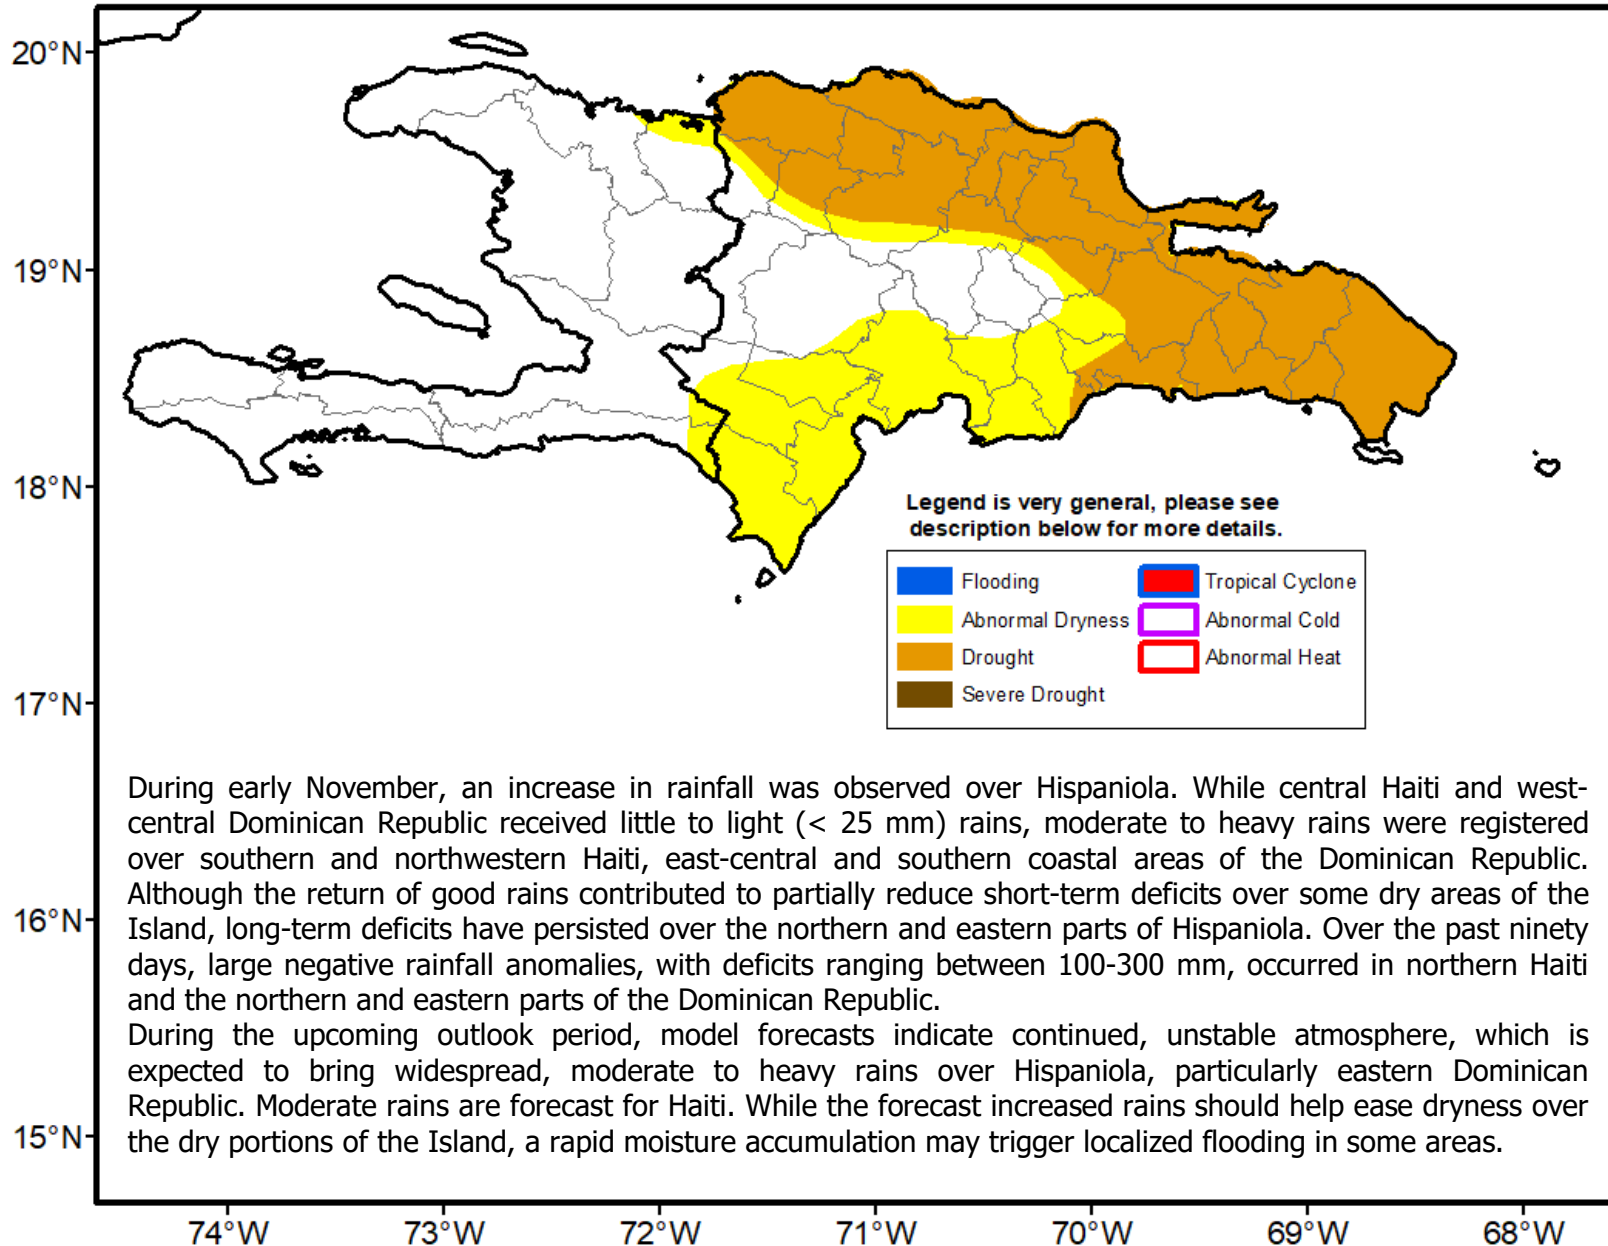 20°N
19°N
18°N
17°N
16°N
15°N
Legend is very general, please see
description below for more details.
Flooding
Tropical Cyclone
Abnormal Dryness
Abnormal Cold
Drought
Abnormal Heat
Severe Drought
During early November, an increase in rainfall was observed over Hispaniola. While central Haiti and west-
central Dominican Republic received little to light (< 25 mm) rains, moderate to heavy rains were registered
over southern and northwestern Haiti, east-central and southern coastal areas of the Dominican Republic.
Although the return of good rains contributed to partially reduce short-term deficits over some dry areas of the
Island, long-term deficits have persisted over the northern and eastern parts of Hispaniola. Over the past ninety
days, large negative rainfall anomalies, with deficits ranging between 100-300 mm, occurred in northern Haiti
and the northern and eastern parts of the Dominican Republic.
During the upcoming outlook period, model forecasts indicate continued, unstable atmosphere, which is
expected to bring widespread, moderate to heavy rains over Hispaniola, particularly eastern Dominican
Republic. Moderate rains are forecast for Haiti. While the forecast increased rains should help ease dryness over
the dry portions of the Island, a rapid moisture accumulation may trigger localized flooding in some areas.
74°W
73°W
72°W
71°W
70°W
69°W
68°W